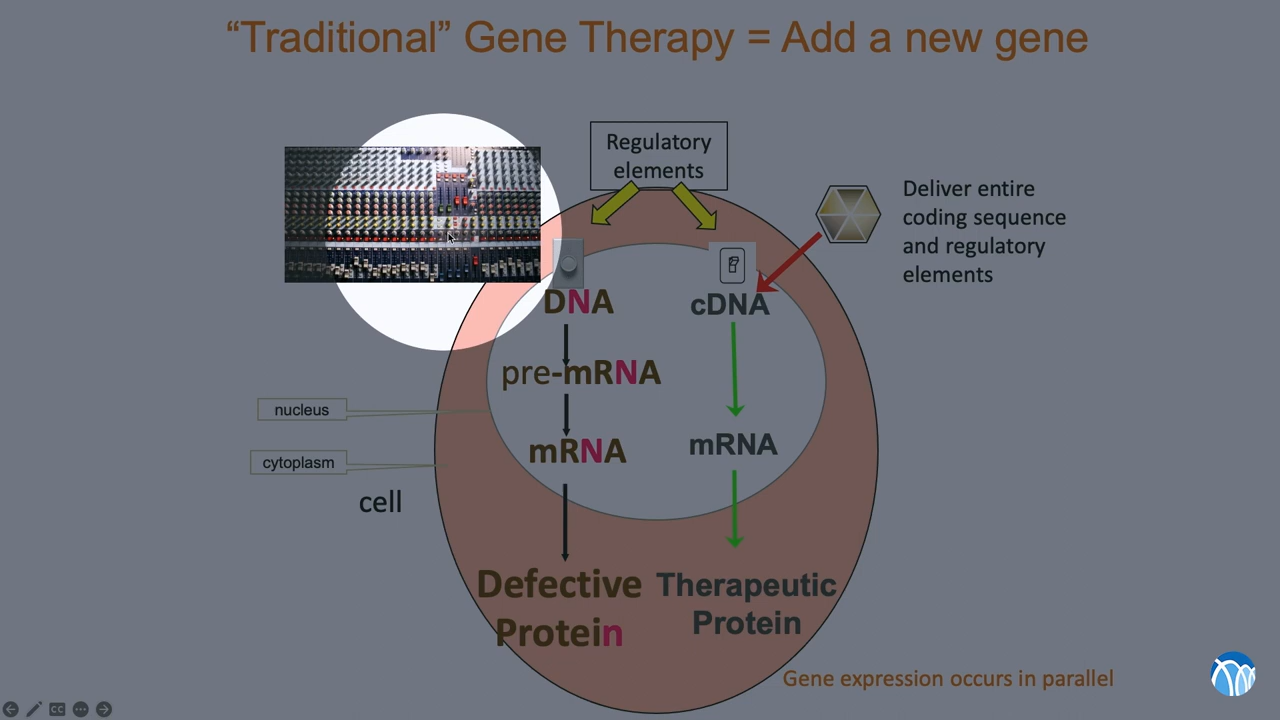 “Traditional” Gene Therapy = Add a new gene
Regulatory
elements
Deliver entire
coding sequence
and regulatory
elements
DNA
cDNA
pre-mRNA
nucleus
mRNA
mRNA
cytoplasm
cell
Defective
Protein
Therapeutic
Protein
Gene expression occurs in parallel
CC